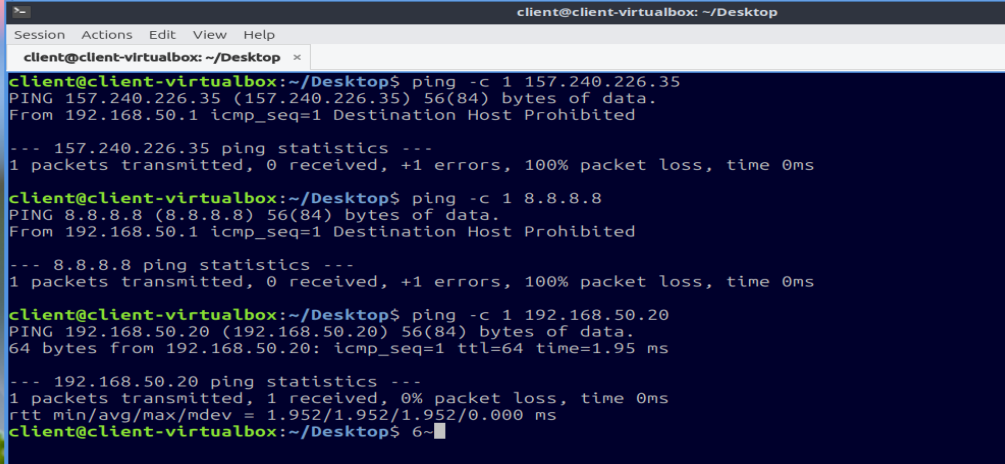 client@client-virtualbox: ~/Desktop
Session Actions Edit View Help
client@client-virtualbox: ~/Desktop ×
client@client-virtualbox:~/Desktop$ ping -c 1 157.240.226.35
PING 157.240.226.35 (157.240.226.35) 56(84) bytes of data.
From 192.168.50.1 icmp_seq=1 Destination Host Prohibited
--- 157.240.226.35 ping statistics ---
1 packets transmitted, 0 received, +1 errors, 100% packet loss, time 0ms
client@client-virtualbox:~/Desktop$ ping -c 1 8.8.8.8
PING 8.8.8.8 (8.8.8.8) 56(84) bytes of data.
From 192.168.50.1 icmp_seq=1 Destination Host Prohibited
--- 8.8.8.8 ping statistics ---
1 packets transmitted, 0 received, +1 errors, 100% packet loss, time 0ms
client@client-virtualbox:~/Desktop$ ping -c 1 192.168.50.20
PING 192.168.50.20 (192.168.50.20) 56(84) bytes of data.
64 bytes from 192.168.50.20: icmp_seq=1 ttl=64 time=1.95 ms
--- 192.168.50.20 ping statistics ---
1 packets transmitted, 1 received, 0% packet loss, time 0ms
rtt min/avg/max/mdev = 1.952/1.952/1.952/0.000 ms
client@client-virtualbox:~/Desktop$ 6~